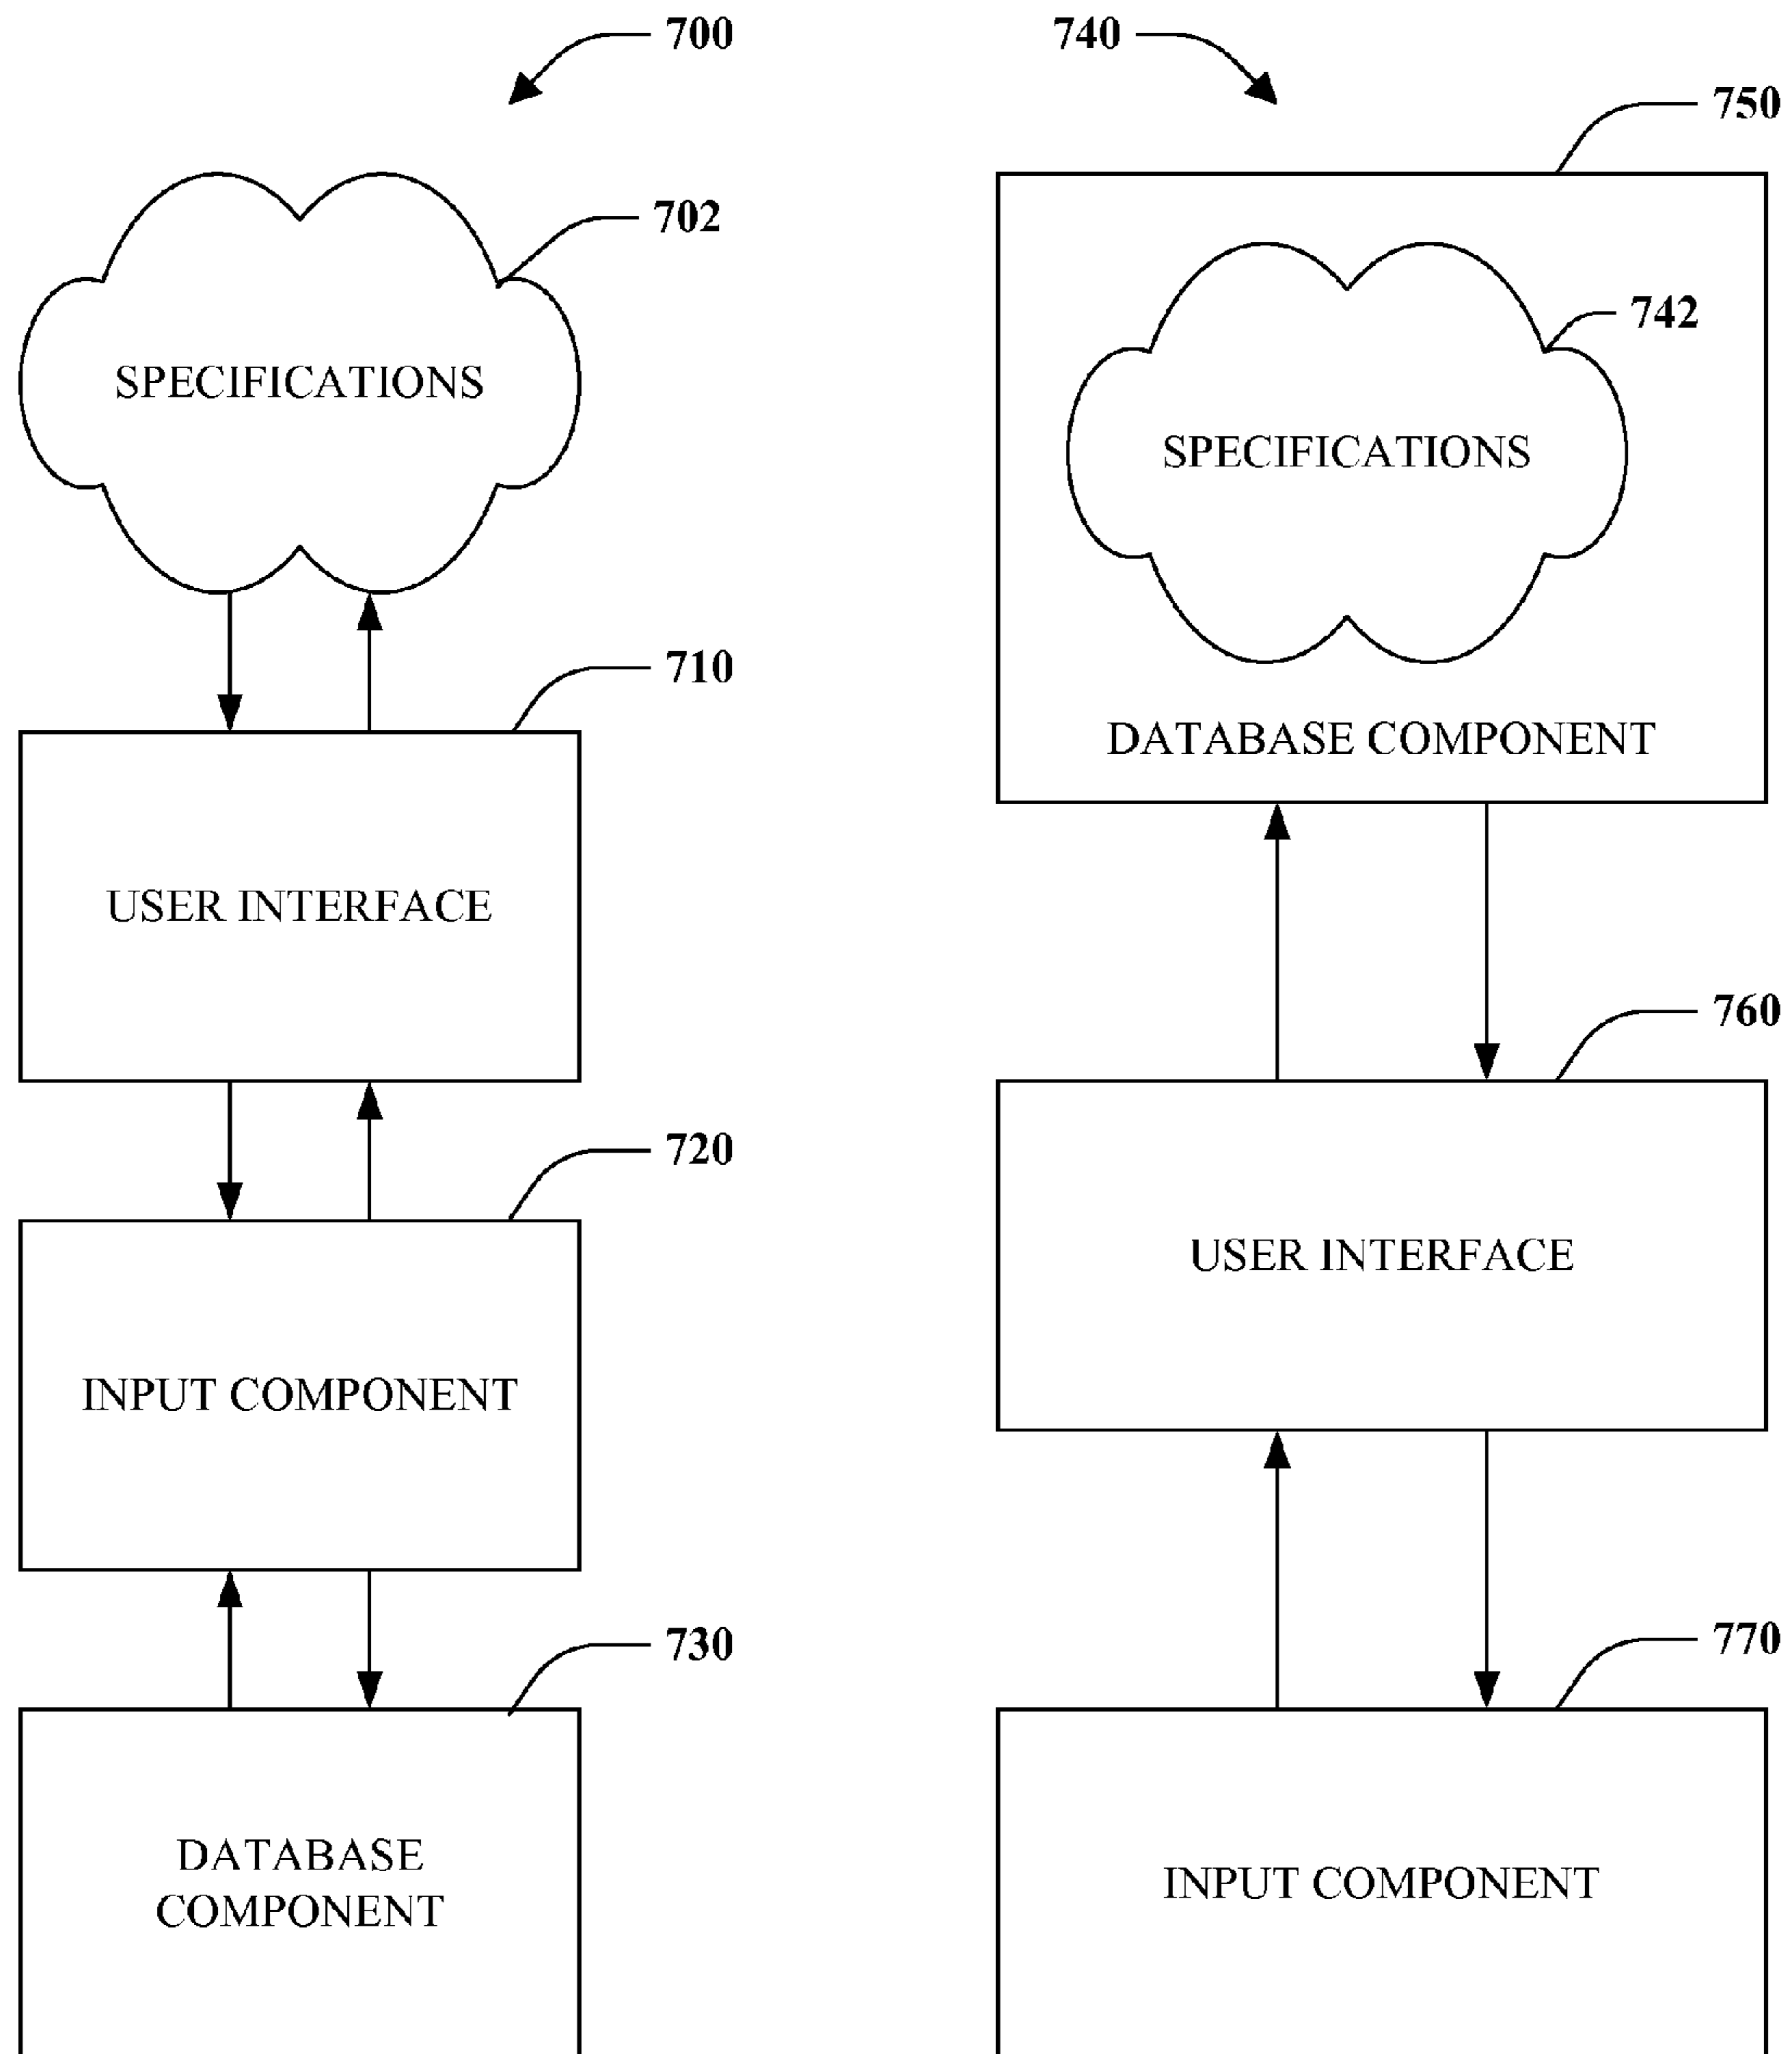 700
702
SPECIFICATIONS
710
USER INTERFACE
720
INPUT COMPONENT
730
DATABASE
COMPONENT
740
750
742
SPECIFICATIONS
DATABASE COMPONENT
760
USER INTERFACE
770
INPUT COMPONENT